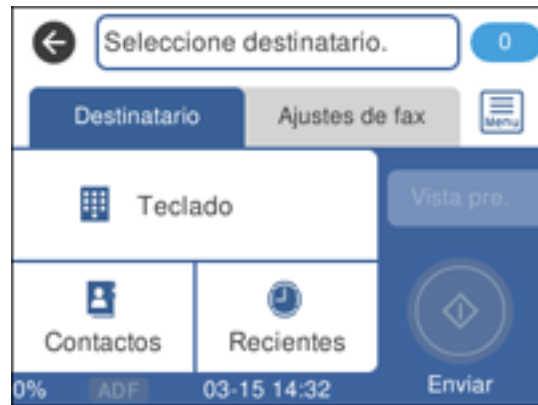 Seleccione destinatario. 0
Destinatario Ajustes de fax Menu
Teclado Vista pre.
Contactos Recientes
0% ADF 03-15 14:32 Enviar